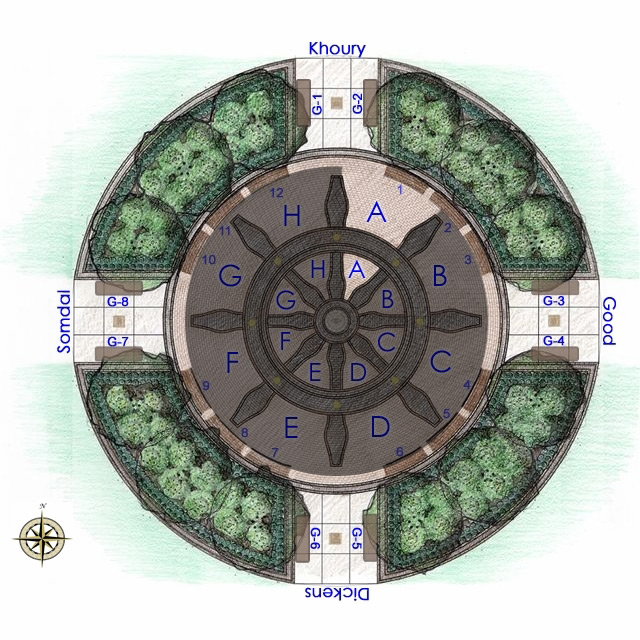 Khoury
G-1 G-2
12 1
H A
11 2
10 3
G H A B
G B
G-8 G-3
Somdal Good
G-7 G-4
F C
F E D C
9 4
E D
8 5
7 6
G-6 G-5
Dickens
N